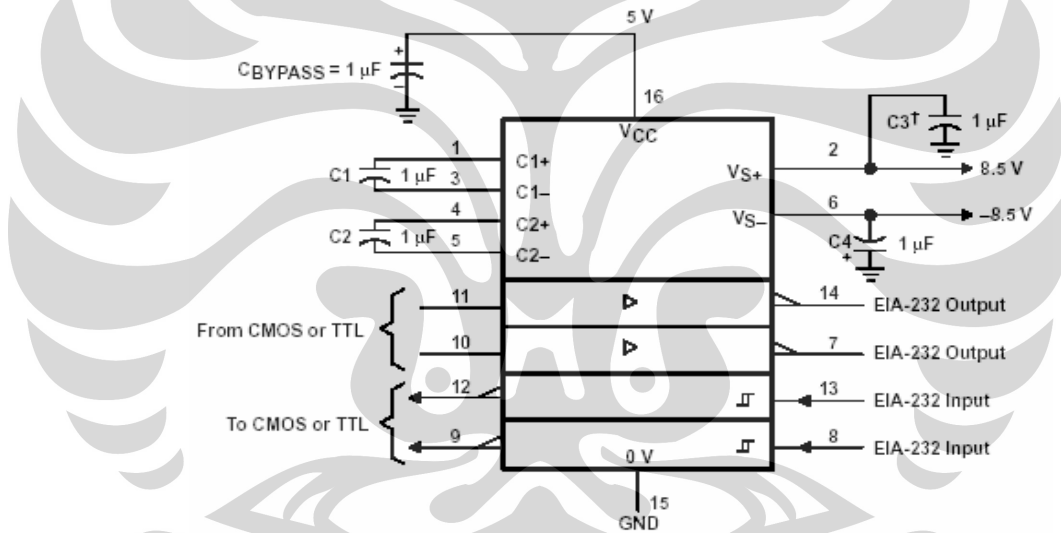 5 V
CBYPASS = 1 µF
+
–
16
VCC
C3† 1 µF
1
C1+
2
VS+
8.5 V
C1 1 µF
3
C1–
4
C2+
6
VS–
–8.5 V
C2 1 µF
5
C2–
C4 1 µF
+
11
14
EIA-232 Output
From CMOS or TTL
10
7
EIA-232 Output
12
13
EIA-232 Input
To CMOS or TTL
9
8
EIA-232 Input
0 V
15
GND